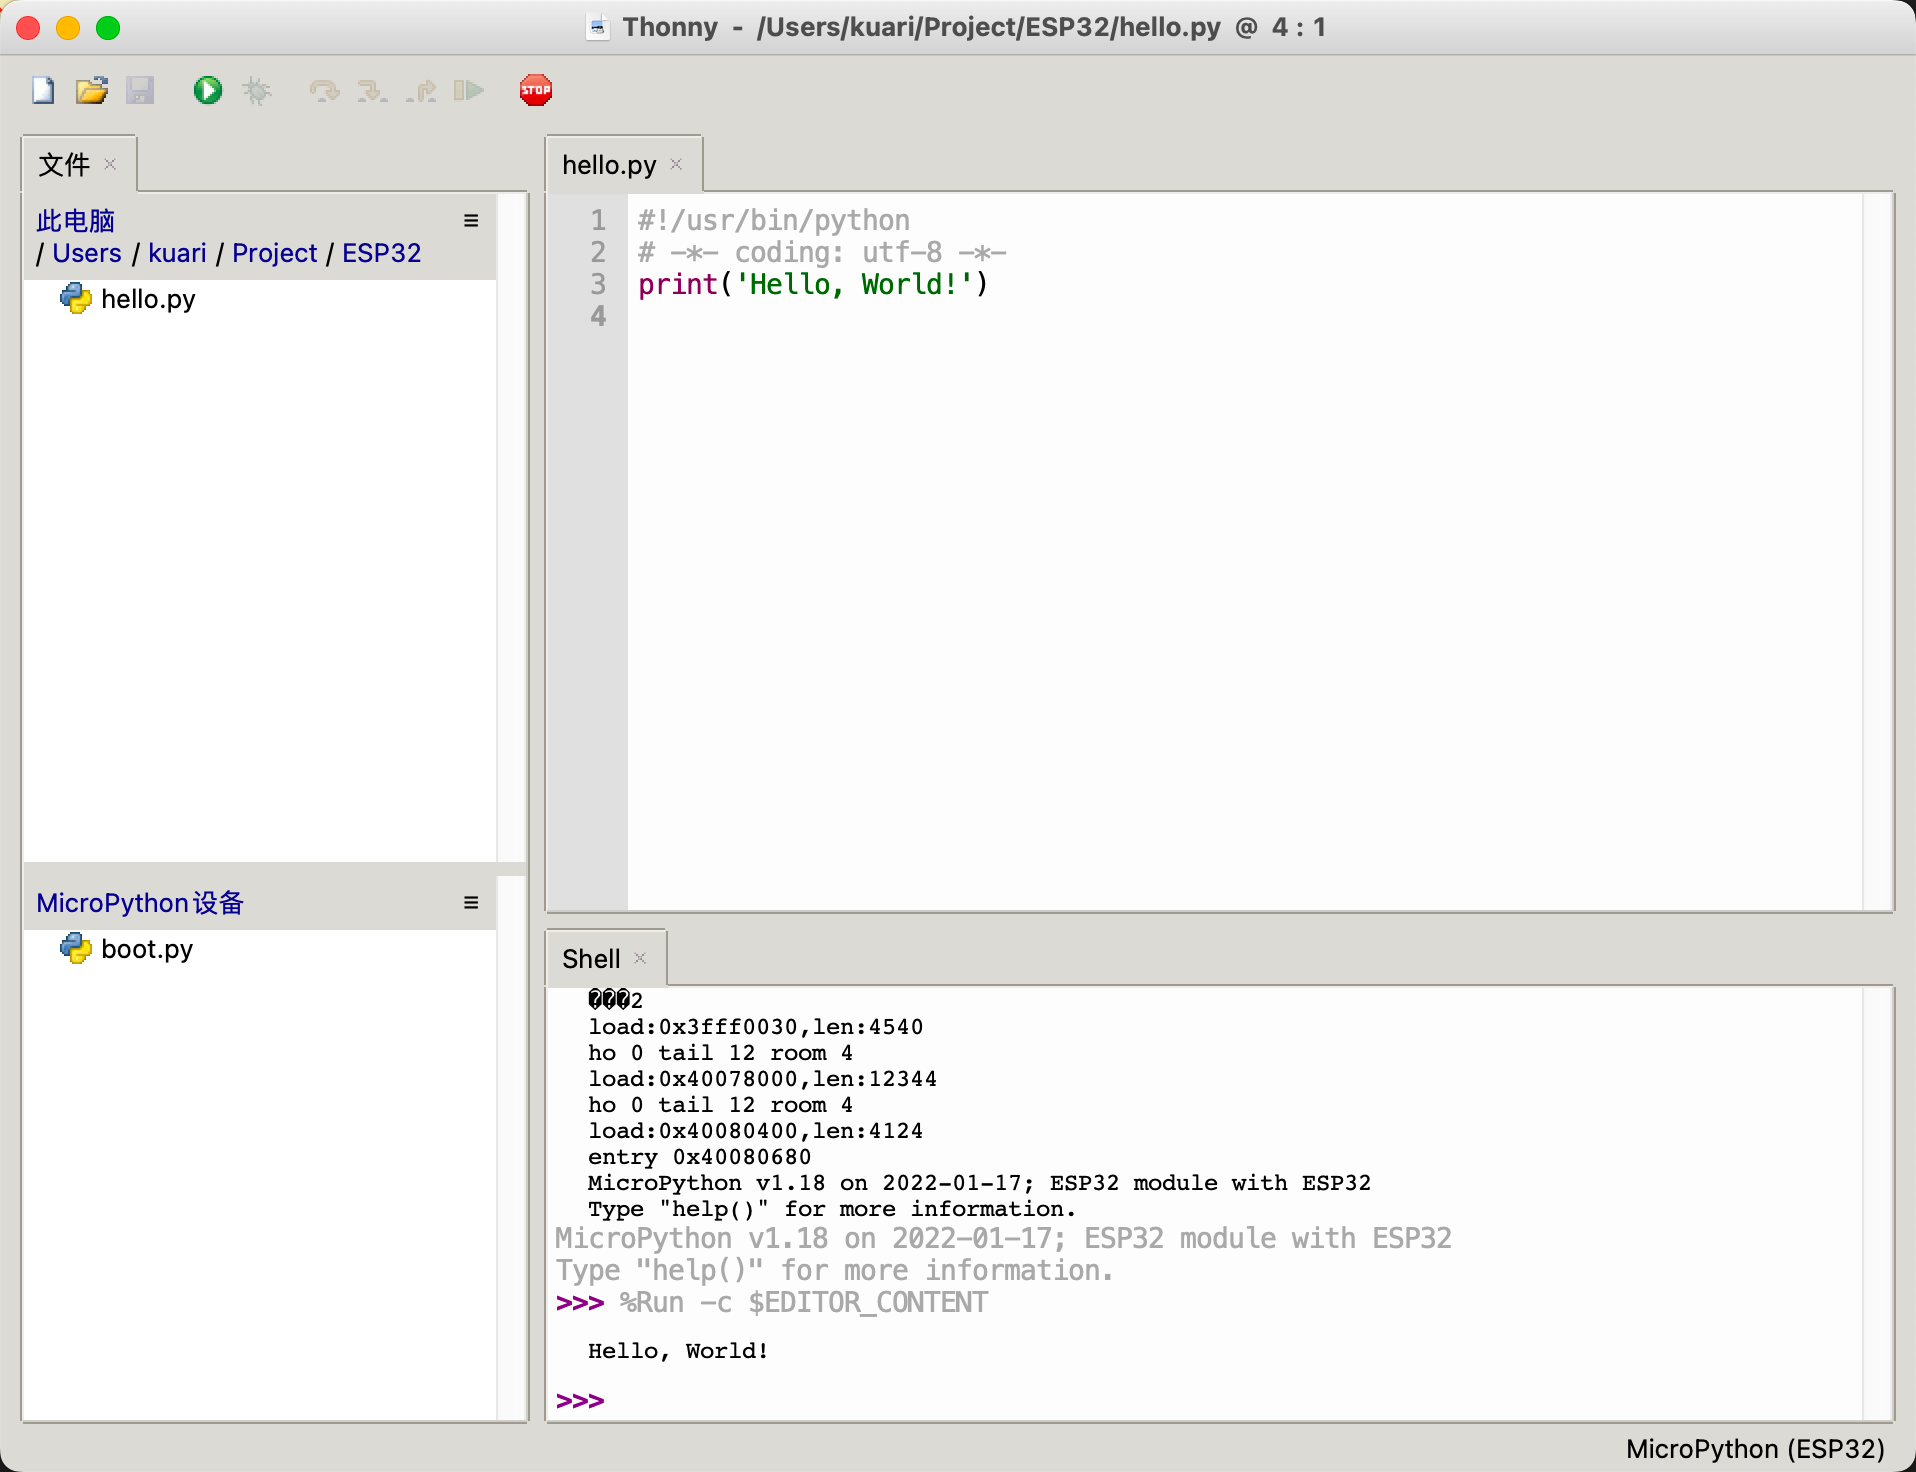 Thonny - /Users/kuari/Project/ESP32/hello.py @ 4 : 1
STOP
文件
此电脑
/ Users / kuari / Project / ESP32
hello.py
MicroPython设备
boot.py
hello.py
1 #!/usr/bin/python
2 # -*- coding: utf-8 -*-
3 print('Hello, World!')
4
Shell
���2
load:0x3fff0030,len:4540
ho 0 tail 12 room 4
load:0x40078000,len:12344
ho 0 tail 12 room 4
load:0x40080400,len:4124
entry 0x40080680
MicroPython v1.18 on 2022-01-17; ESP32 module with ESP32
Type "help()" for more information.
MicroPython v1.18 on 2022-01-17; ESP32 module with ESP32
Type "help()" for more information.
>>> %Run -c $EDITOR_CONTENT
Hello, World!
>>>
MicroPython (ESP32)